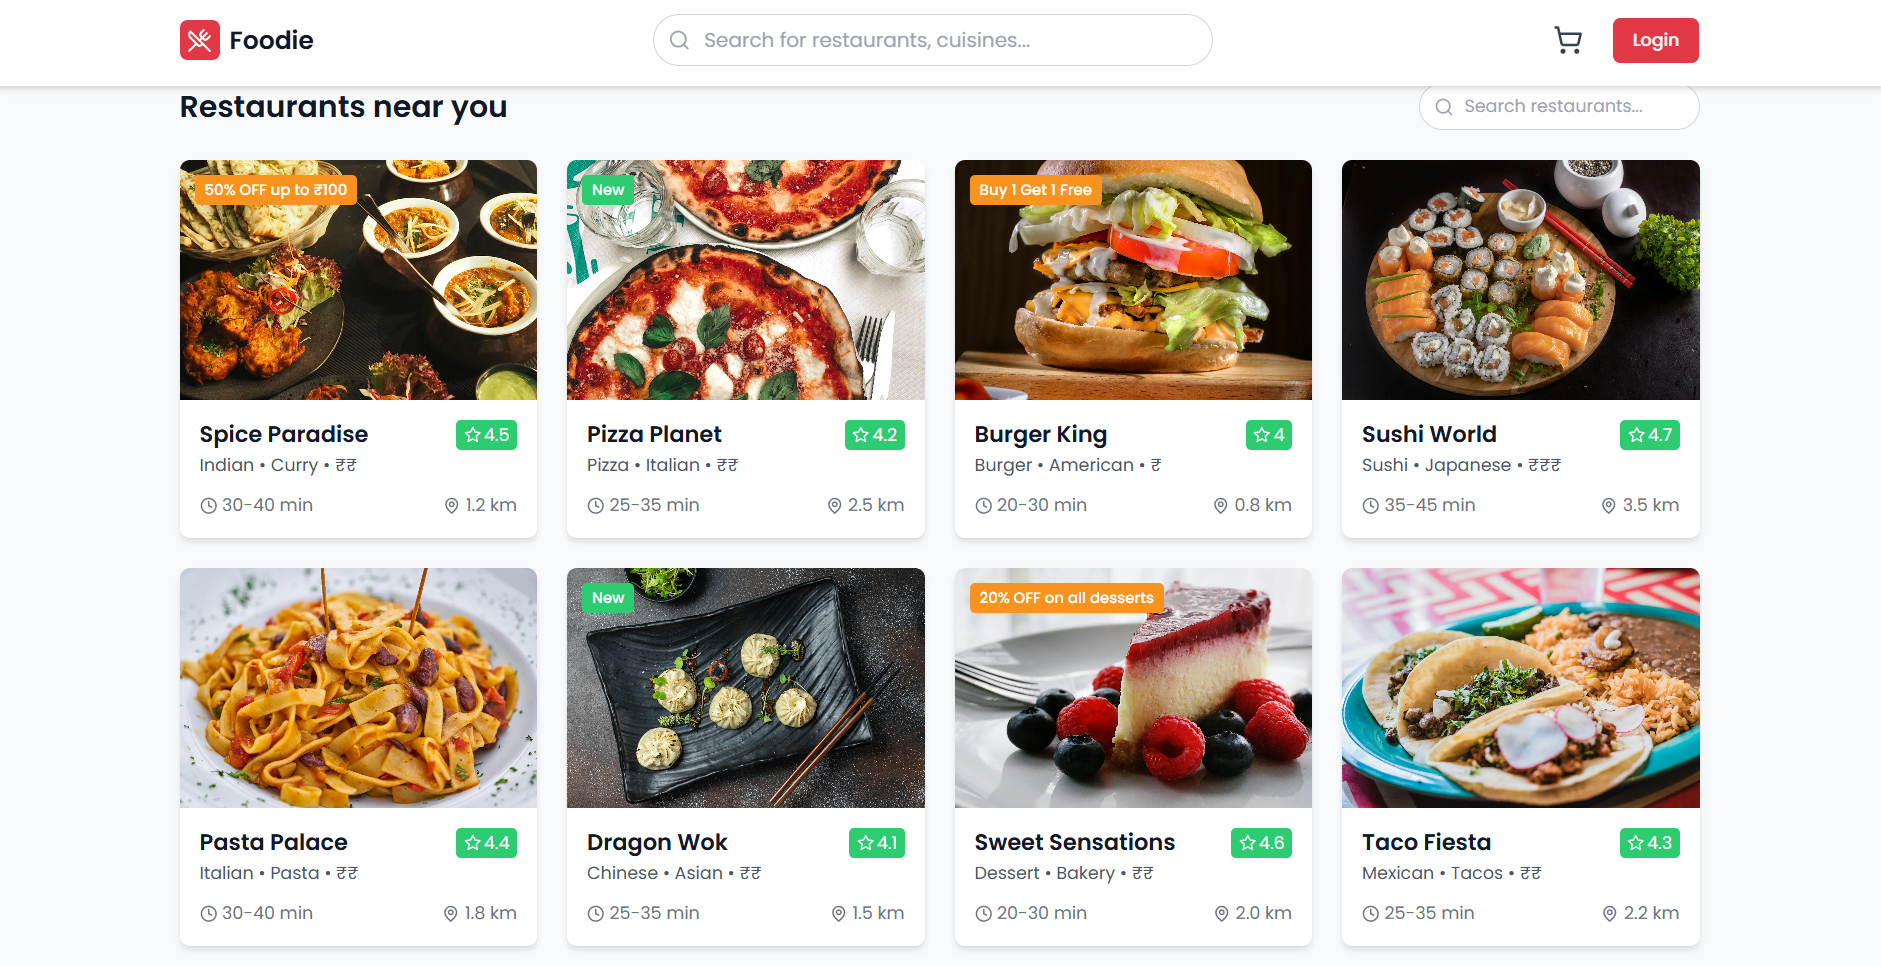 Foodie
Search for restaurants, cuisines...
Login
Restaurants near you
Search restaurants...
50% OFF up to ₹100
Spice Paradise
4.5
Indian • Curry • ₹₹
30-40 min
1.2 km
New
Pizza Planet
4.2
Pizza • Italian • ₹₹
25-35 min
2.5 km
Buy 1 Get 1 Free
Burger King
4
Burger • American • ₹
20-30 min
0.8 km
Sushi World
4.7
Sushi • Japanese • ₹₹₹
35-45 min
3.5 km
Pasta Palace
4.4
Italian • Pasta • ₹₹
30-40 min
1.8 km
New
Dragon Wok
4.1
Chinese • Asian • ₹₹
25-35 min
1.5 km
20% OFF on all desserts
Sweet Sensations
4.6
Dessert • Bakery • ₹₹
20-30 min
2.0 km
Taco Fiesta
4.3
Mexican • Tacos • ₹₹
25-35 min
2.2 km